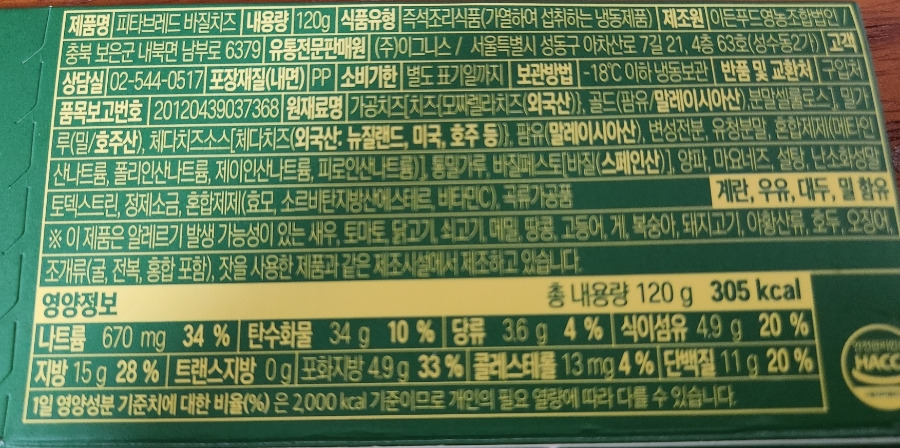 제품명 피타브레드 바질치즈 내용량 120g 식품유형 즉석조리식품(가열하여 섭취하는 냉동제품) 제조원 이든푸드영농조합법인 /
충북 보은군 내북면 남부로 6379 유통전문판매원 (주)이그니스 / 서울특별시 성동구 아차산로 7길 21, 4층 63호(성수동2가) 고객
상담실 02-544-0517 포장재질(내면) PP 소비기한 별도 표기일까지 보관방법 -18℃ 이하 냉동보관 반품 및 교환처 구입처
품목보고번호 20120439037368 원재료명 가공치즈[치즈{모짜렐라치즈(외국산)}, 골드(팜유/말레이시아산), 분말셀룰로스], 밀가
루(밀/호주산), 체다치즈소스[체다치즈(외국산: 뉴질랜드, 미국, 호주 등)}, 팜유(말레이시아산), 변성전분, 유청분말, 혼합제제(메타인
산나트륨, 폴리인산나트륨, 제이인산나트륨, 피로인산나트륨)], 통밀가루, 바질페스토[바질(스페인산)], 양파, 마요네즈, 설탕, 난소화성말
토덱스트린, 정제소금, 혼합제제(효모, 소르비탄지방산에스테르, 비타민C), 곡류가공품
계란, 우유, 대두, 밀 함유
※ 이 제품은 알레르기 발생 가능성이 있는 새우, 토마토, 닭고기, 쇠고기, 메밀, 땅콩, 고등어, 게, 복숭아, 돼지고기, 아황산류, 호두, 오징어,
조개류(굴, 전복, 홍합 포함), 잣을 사용한 제품과 같은 제조시설에서 제조하고 있습니다.
영양정보 총 내용량 120 g 305 kcal
나트륨 670 mg 34 % 탄수화물 34 g 10 % 당류 3.6 g 4 % 식이섬유 4.9 g 20 %
지방 15 g 28 % 트랜스지방 0 g 포화지방 4.9 g 33 % 콜레스테롤 13 mg 4 % 단백질 11 g 20 %
1일 영양성분 기준치에 대한 비율(%) 은 2,000 kcal 기준이므로 개인의 필요 열량에 따라 다를 수 있습니다.
HACC